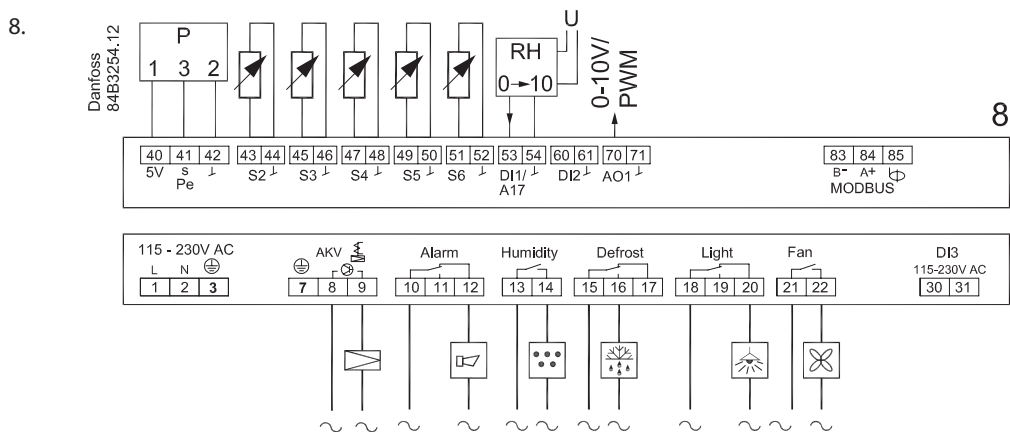 8.
Danfoss
84B3254.12
P
1 3 2
RH
0→10
U
0-10V/
PWM
8
40 41 42 43 44 45 46 47 48 49 50 51 52 53 54 60 61 70 71 83 84 85
5V s ⊥ S2 ⊥ S3 ⊥ S4 ⊥ S5 ⊥ S6 ⊥ DI1/ ⊥ DI2 ⊥ AO1 ⊥ B- A+
Pe A17 MODBUS
115 - 230V AC AKV Alarm Humidity Defrost Light Fan DI3
L N 115-230V AC
1 2 3 7 8 9 10 11 12 13 14 15 16 17 18 19 20 21 22 30 31